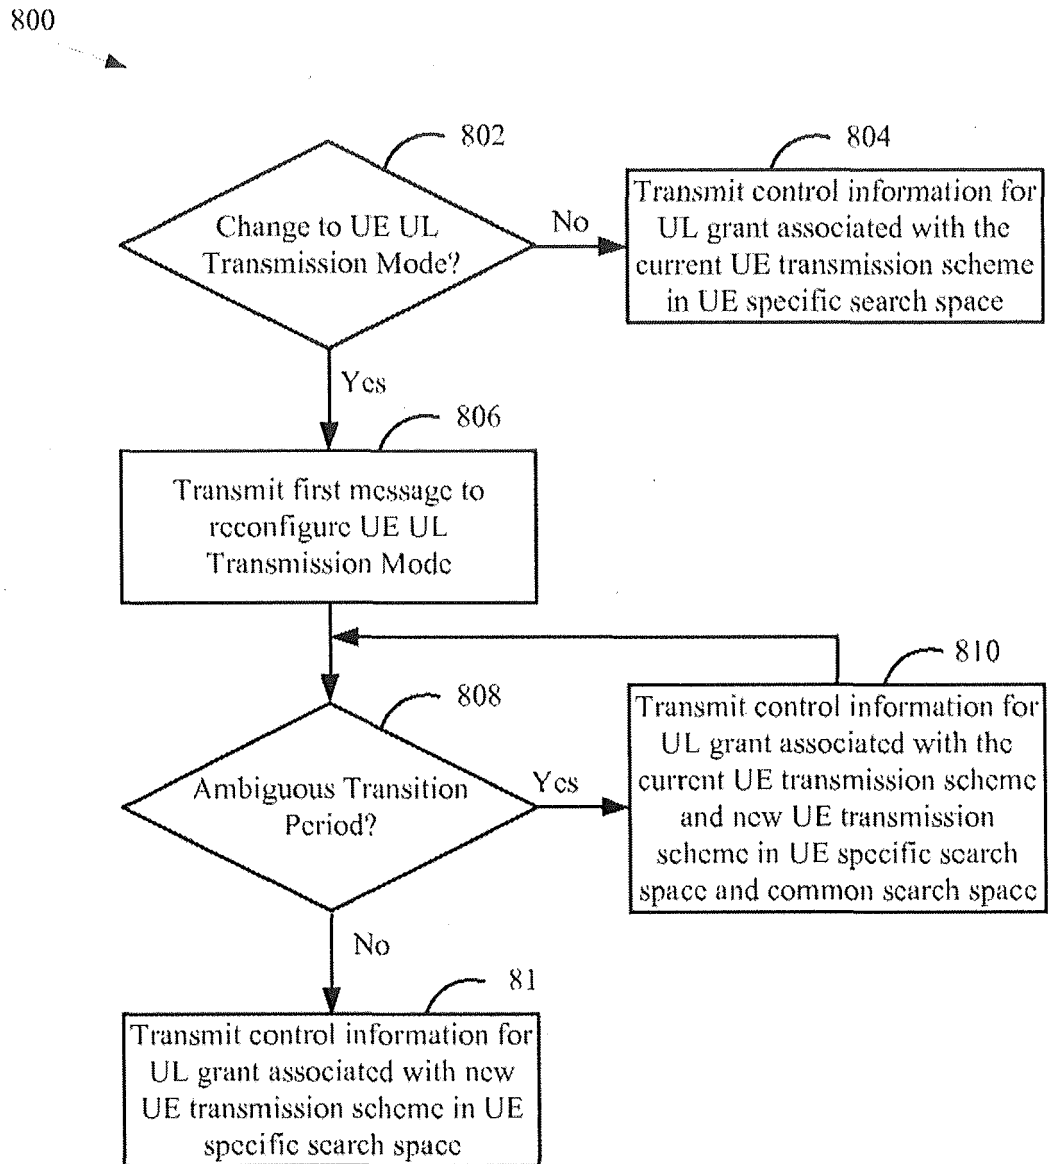 800
802
Change to UE UL
Transmission Mode?
No
804
Transmit control information for
UL grant associated with the
current UE transmission scheme
in UE specific search space
Yes
806
Transmit first message to
reconfigure UE UL
Transmission Mode
808
Ambiguous Transition
Period?
Yes
810
Transmit control information for
UL grant associated with the
current UE transmission scheme
and new UE transmission
scheme in UE specific search
space and common search space
No
81
Transmit control information for
UL grant associated with new
UE transmission scheme in UE
specific search space